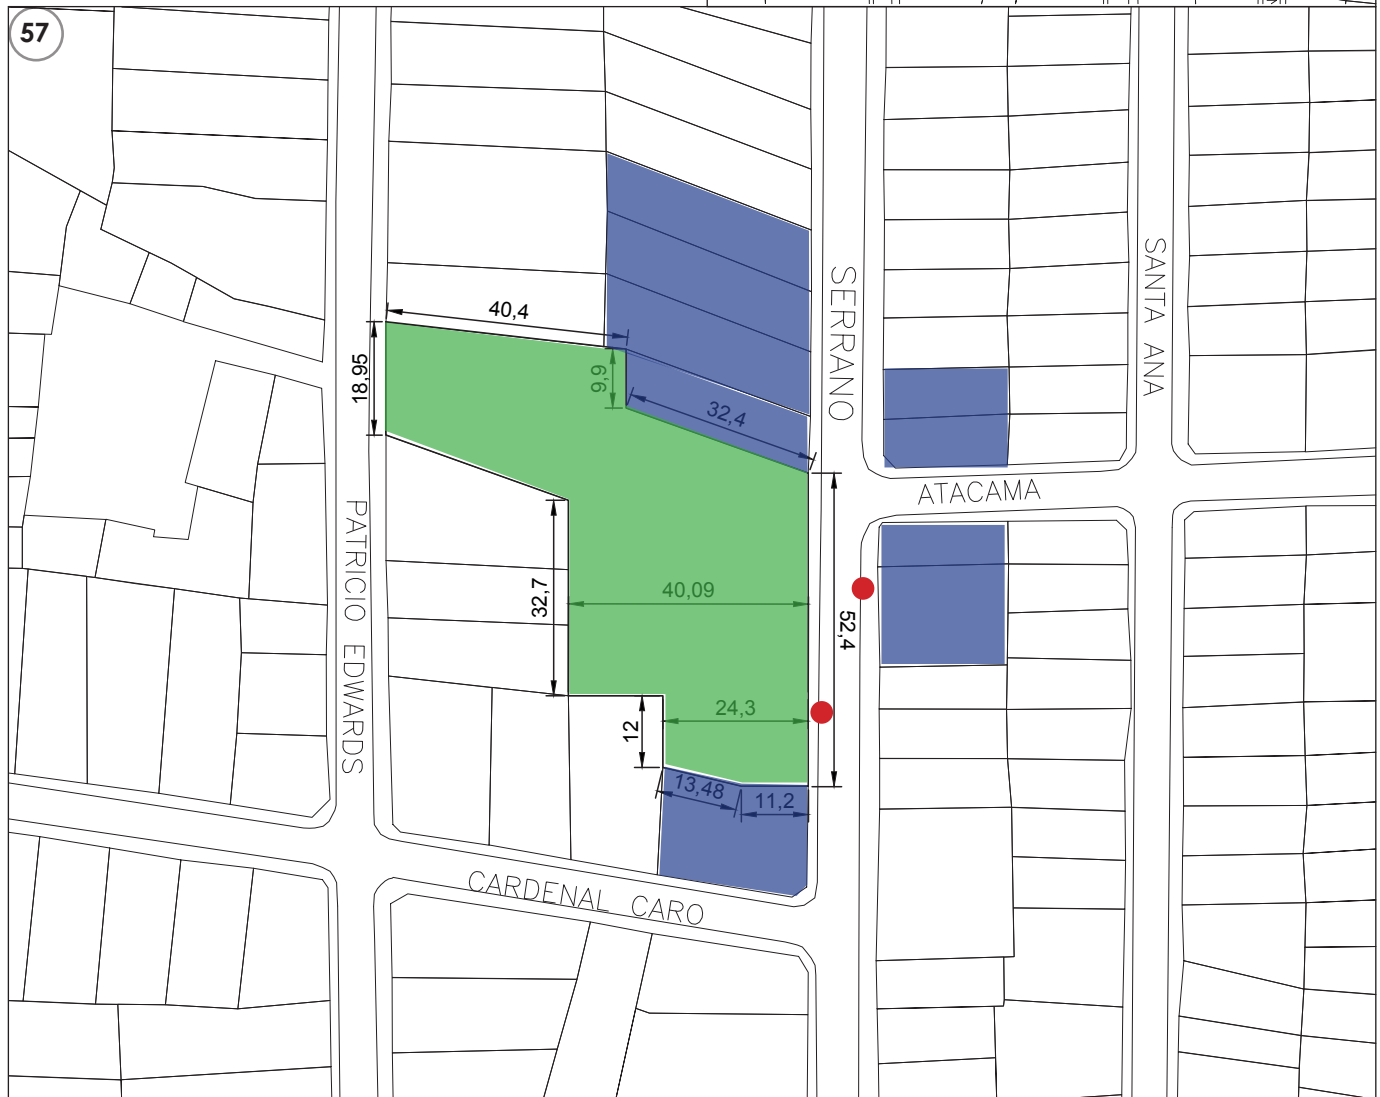 57
40,4
18,95
9,9
32,4
SERRANO
SANTA ANA
ATACAMA
PATRICIO EDWARDS
32,7
40,09
52,4
24,3
12
13,48
11,2
CARDENAL CARO